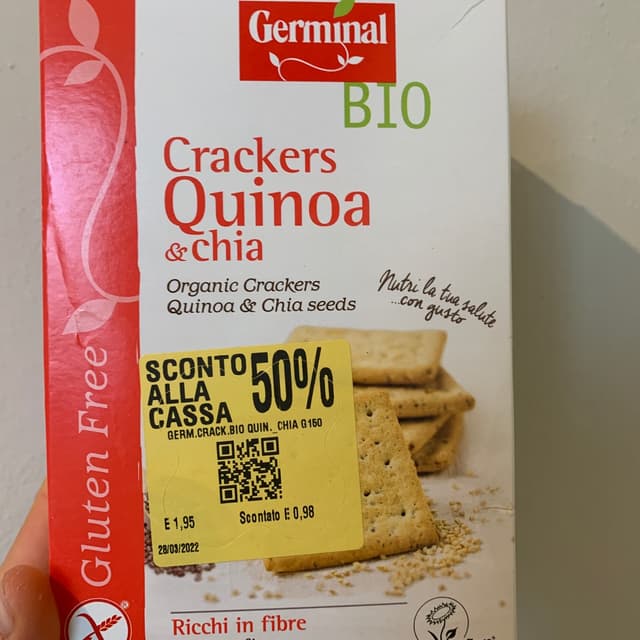 Germinal
BIO
Crackers
Quinoa
& chia
Organic Crackers
Quinoa & Chia seeds
Nutri la tua salute
...con gusto
Gluten Free
SCONTO 50%
ALLA
CASSA
GERM.CRACK.BIO QUIN. CHIA G150
E 1,95
Scontato E 0,98
28/03/2022
Ricchi in fibre